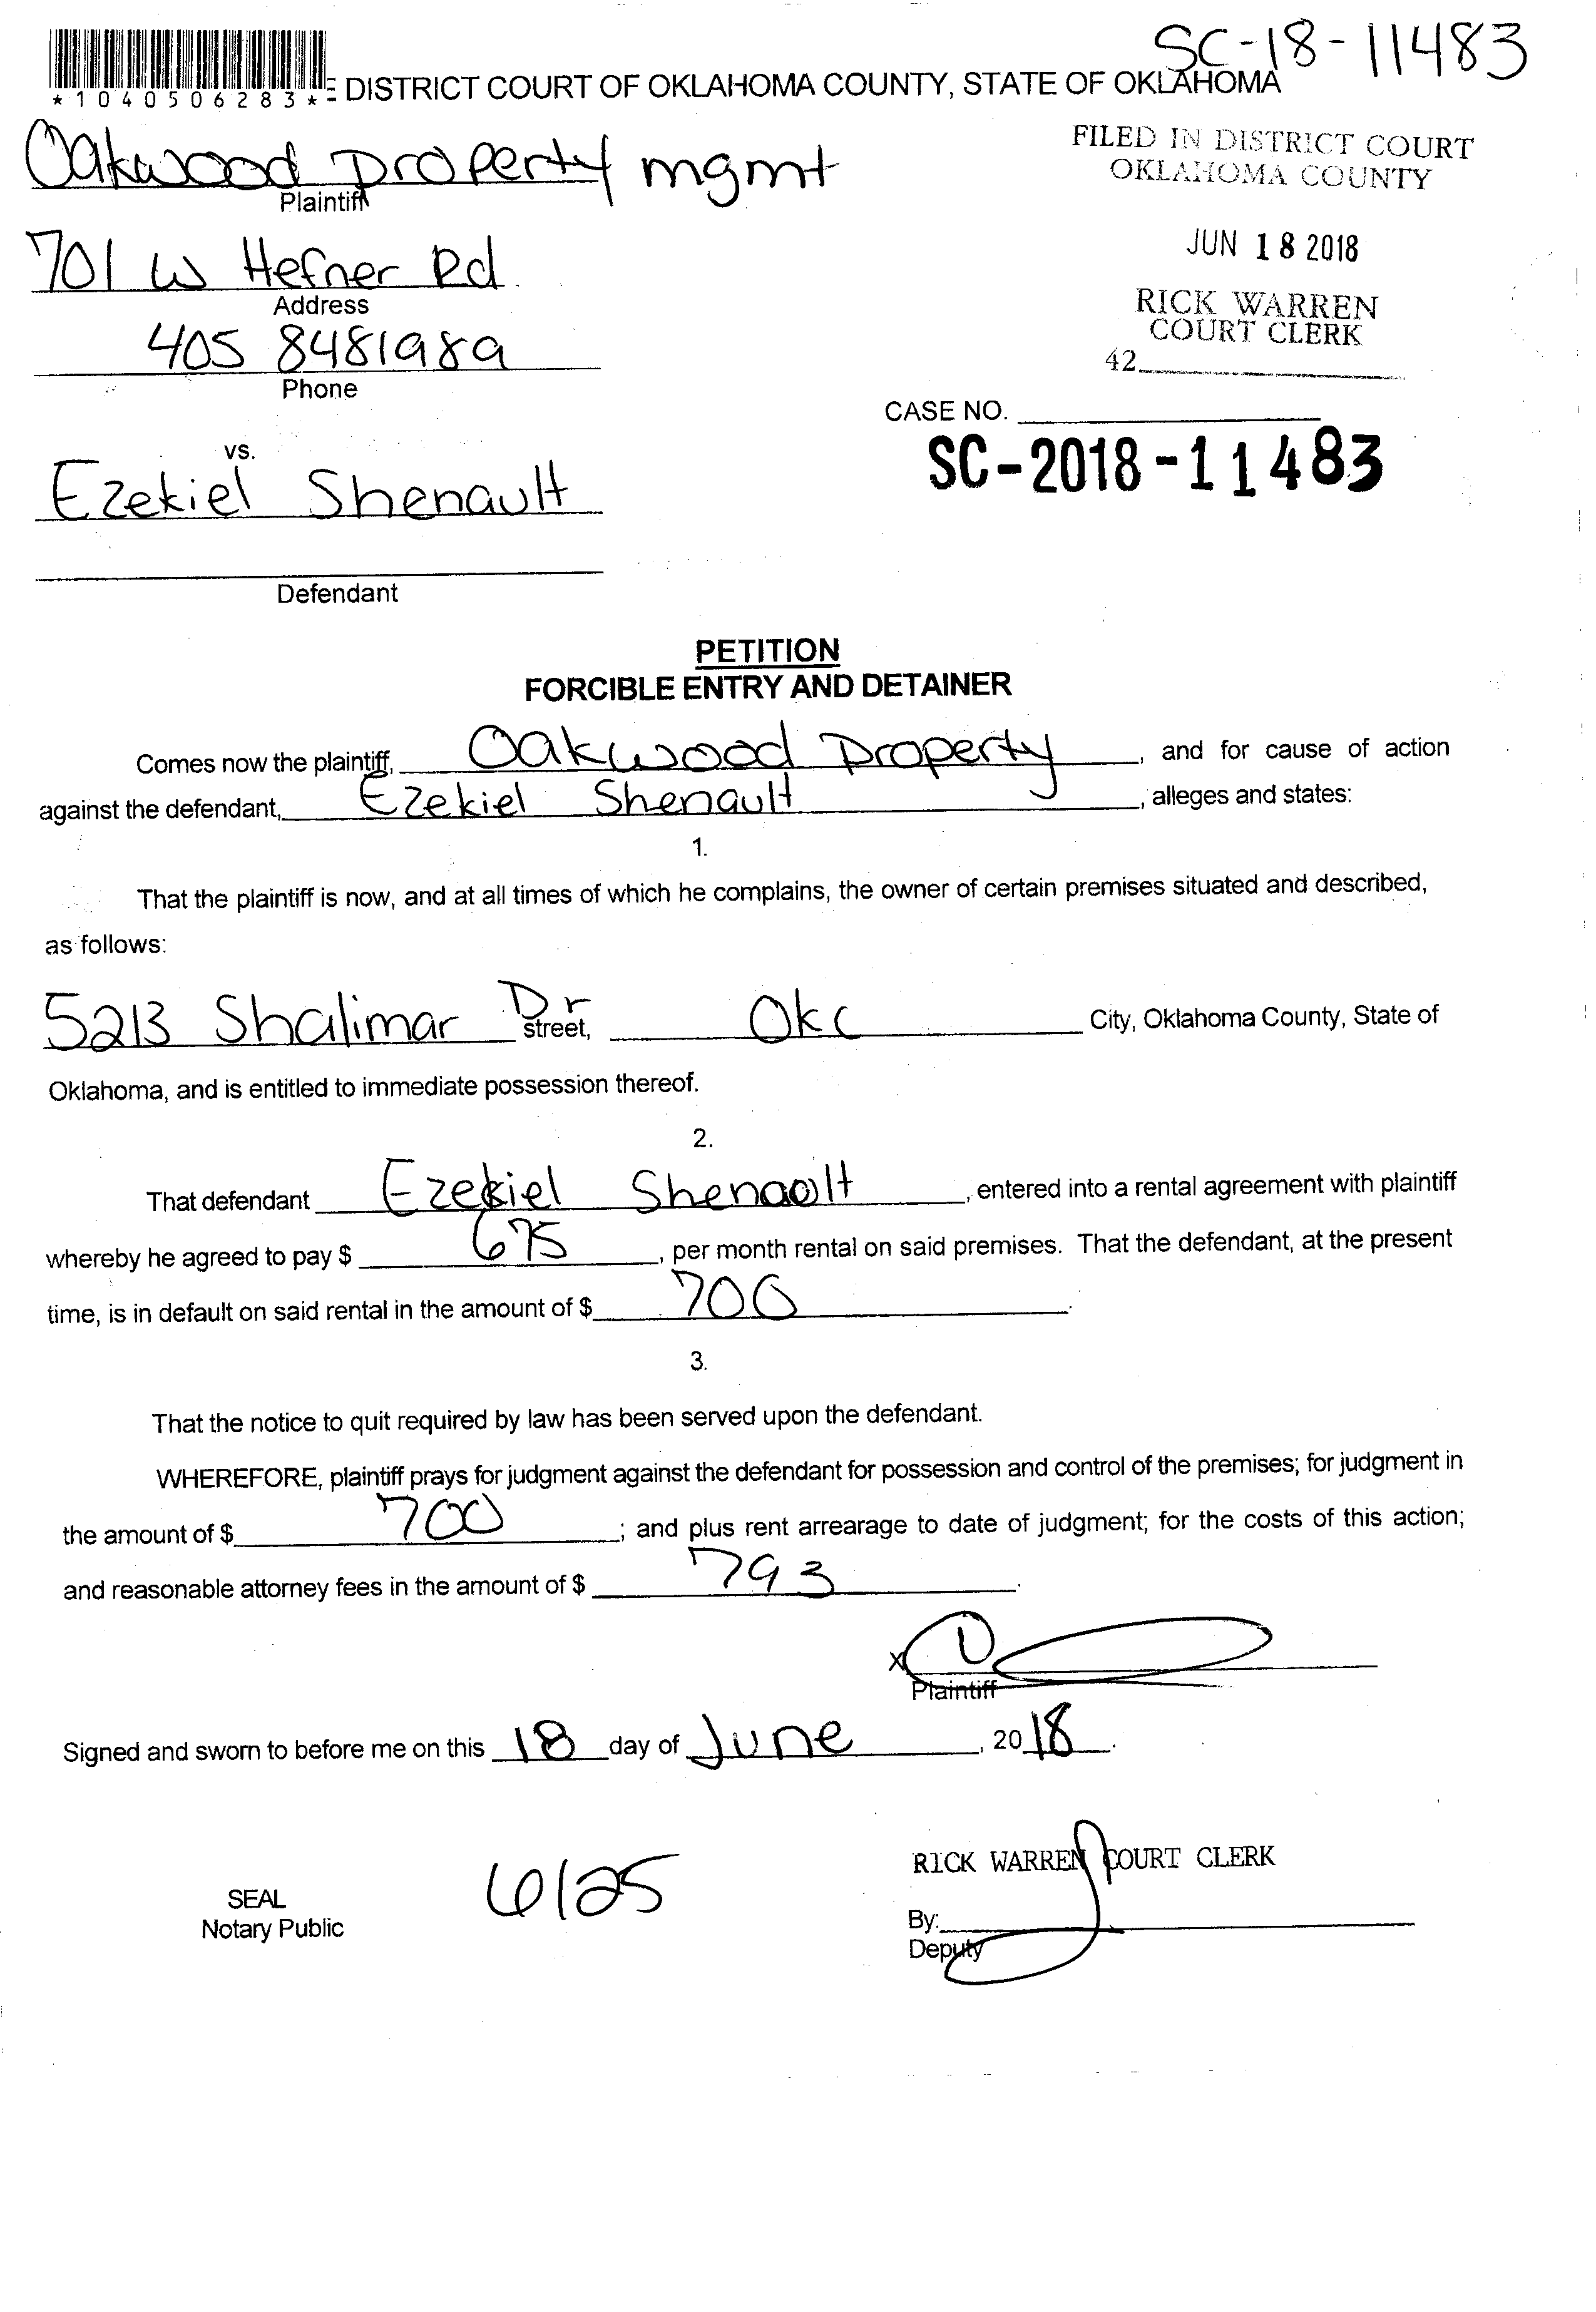 SC-18-11483
*1040506283*
DISTRICT COURT OF OKLAHOMA COUNTY, STATE OF OKLAHOMA
Oakwood Property mgmt
Plaintiff
FILED IN DISTRICT COURT
OKLAHOMA COUNTY
701 W Hefner Rd
Address
JUN 18 2018
405 8481989
Phone
RICK WARREN
COURT CLERK
42
CASE NO.
SC-2018-11483
vs.
Ezekiel Shenault
Defendant
PETITION
FORCIBLE ENTRY AND DETAINER
Comes now the plaintiff, Oakwood Property, and for cause of action
against the defendant, Ezekiel Shenault, alleges and states:
1.
That the plaintiff is now, and at all times of which he complains, the owner of certain premises situated and described,
as follows:
5213 Shalimar Dr street, Okc City, Oklahoma County, State of
Oklahoma, and is entitled to immediate possession thereof.
2.
That defendant Ezekiel Shenault, entered into a rental agreement with plaintiff
whereby he agreed to pay $ 675, per month rental on said premises. That the defendant, at the present
time, is in default on said rental in the amount of $ 700.
3.
That the notice to quit required by law has been served upon the defendant.
WHEREFORE, plaintiff prays for judgment against the defendant for possession and control of the premises; for judgment in
the amount of $ 700; and plus rent arrearage to date of judgment; for the costs of this action;
and reasonable attorney fees in the amount of $ 793.
X
Plaintiff
Signed and sworn to before me on this 18 day of June, 2018.
RICK WARREN COURT CLERK
6/25
SEAL
Notary Public
By:
Deputy